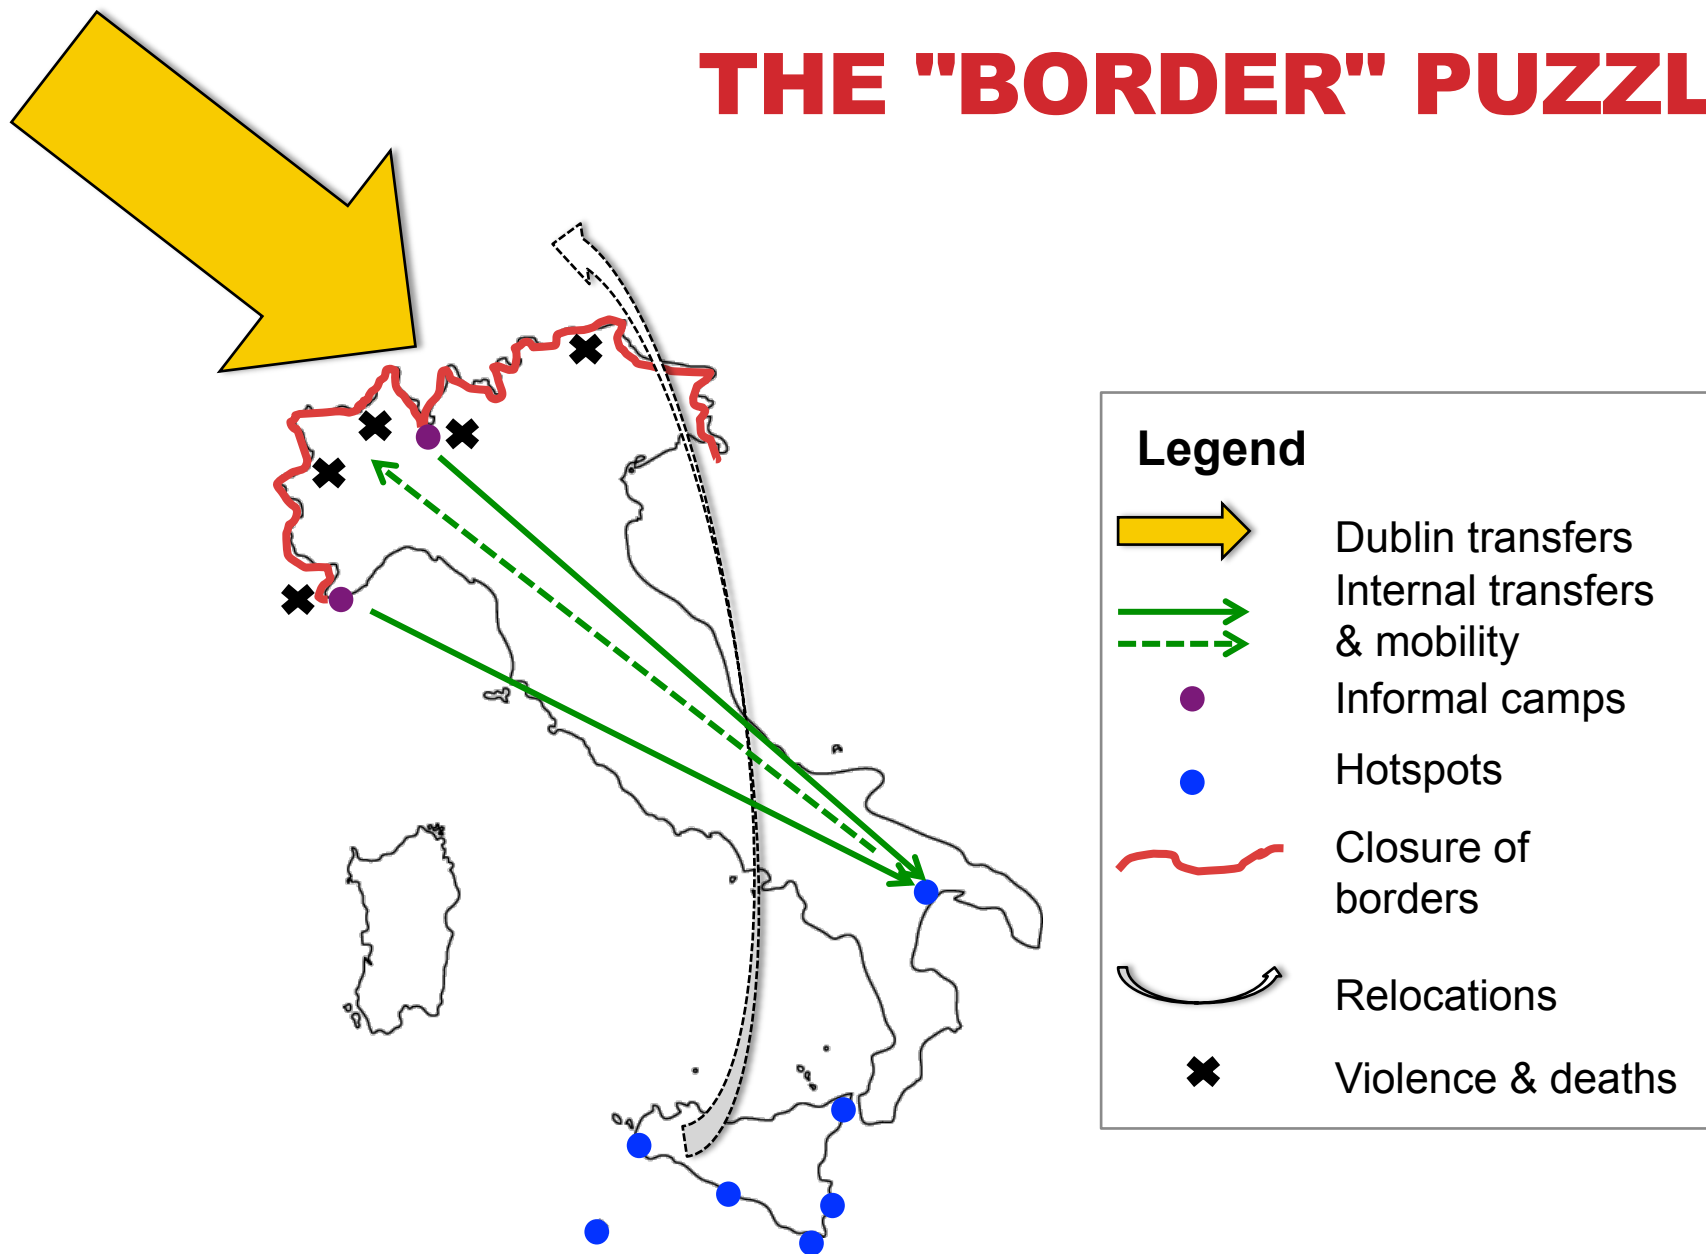 THE "BORDER" PUZZL
Legend
Dublin transfers
Internal transfers
& mobility
Informal camps
Hotspots
Closure of
borders
Relocations
Violence & deaths